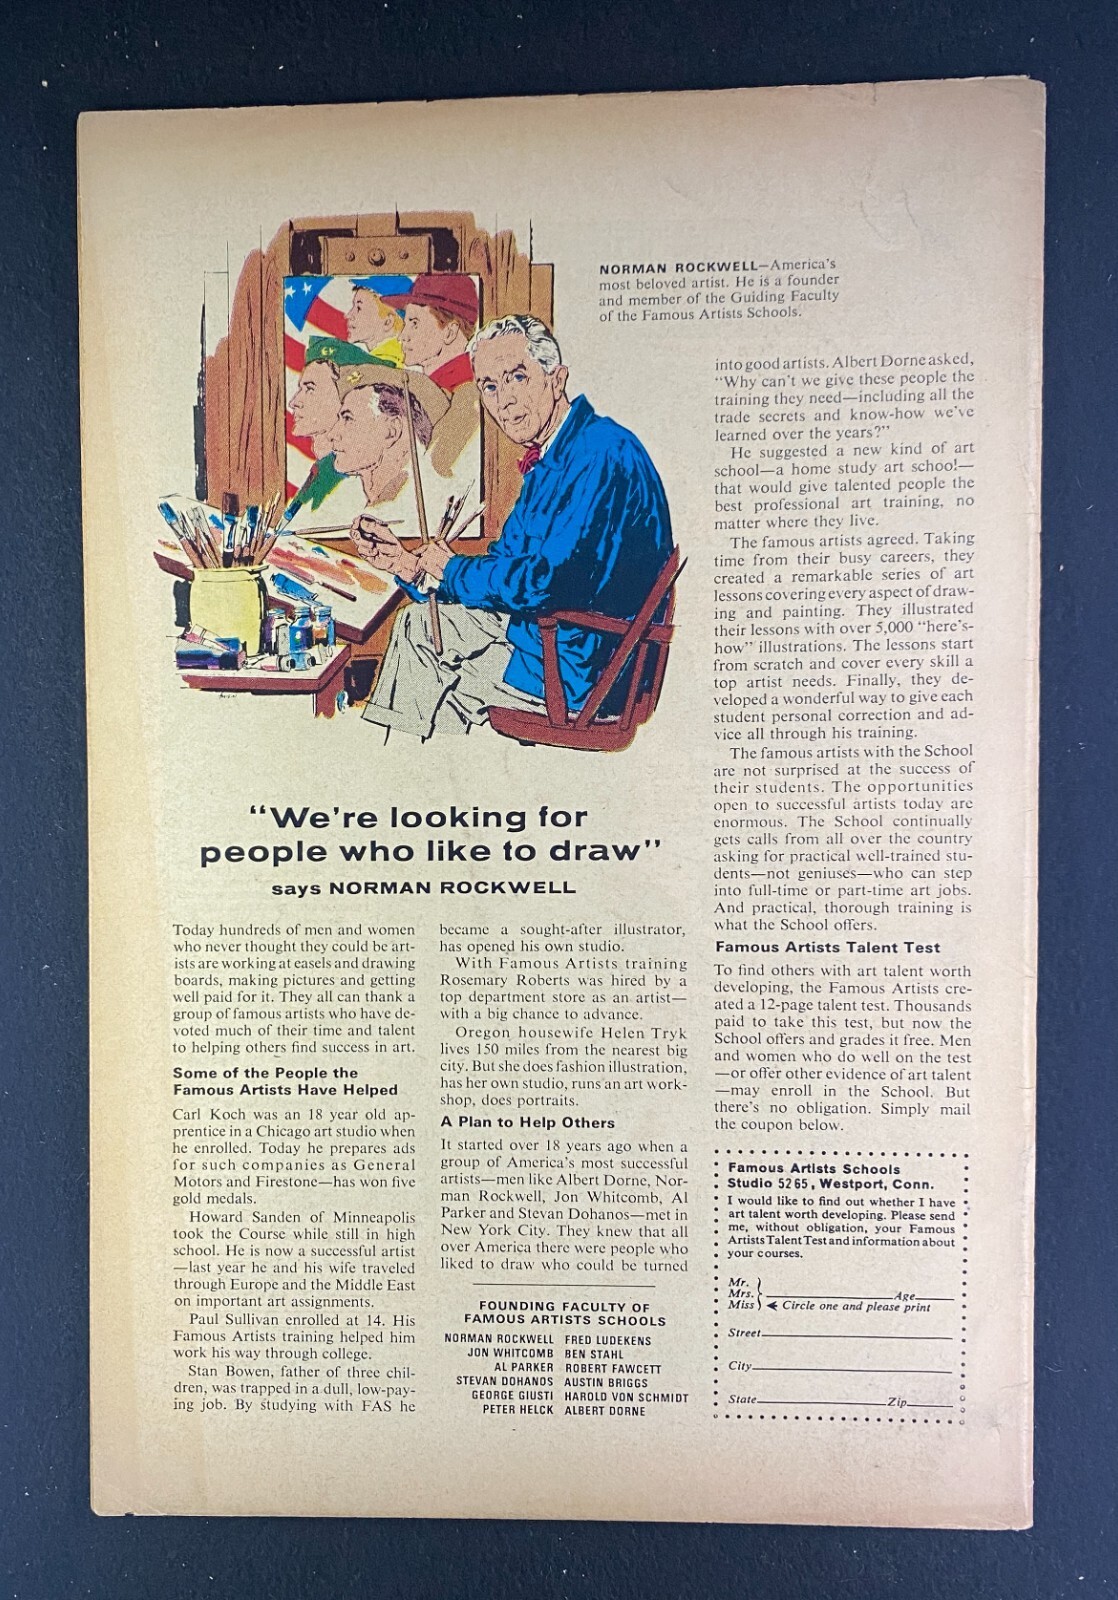 NORMAN ROCKWELL—America's
most beloved artist. He is a founder
and member of the Guiding Faculty
of the Famous Artists Schools.
"We're looking for
people who like to draw"
says NORMAN ROCKWELL
Today hundreds of men and women
who never thought they could be art-
ists are working at easels and drawing
boards, making pictures and getting
well paid for it. They all can thank a
group of famous artists who have de-
voted much of their time and talent
to helping others find success in art.
Some of the People the
Famous Artists Have Helped
Carl Koch was an 18 year old ap-
prentice in a Chicago art studio when
he enrolled. Today he prepares ads
for such companies as General
Motors and Firestone—has won five
gold medals.
Howard Sanden of Minneapolis
took the Course while still in high
school. He is now a successful artist
—last year he and his wife traveled
through Europe and the Middle East
on important art assignments.
Paul Sullivan enrolled at 14. His
Famous Artists training helped him
work his way through college.
Stan Bowen, father of three chil-
dren, was trapped in a dull, low-pay-
ing job. By studying with FAS he
became a sought-after illustrator,
has opened his own studio.
With Famous Artists training
Rosemary Roberts was hired by a
top department store as an artist—
with a big chance to advance.
Oregon housewife Helen Tryk
lives 150 miles from the nearest big
city. But she does fashion illustration,
has her own studio, runs an art work-
shop, does portraits.
A Plan to Help Others
It started over 18 years ago when a
group of America's most successful
artists—men like Albert Dorne, Nor-
man Rockwell, Jon Whitcomb, Al
Parker and Stevan Dohanos—met in
New York City. They knew that all
over America there were people who
liked to draw who could be turned
FOUNDING FACULTY OF
FAMOUS ARTISTS SCHOOLS
NORMAN ROCKWELL FRED LUDEKENS
JON WHITCOMB BEN STAHL
AL PARKER ROBERT FAWCETT
STEVAN DOHANOS AUSTIN BRIGGS
GEORGE GIUSTI HAROLD VON SCHMIDT
PETER HELCK ALBERT DORNE
into good artists. Albert Dorne asked,
"Why can't we give these people the
training they need—including all the
trade secrets and know-how we've
learned over the years?"
He suggested a new kind of art
school—a home study art school—
that would give talented people the
best professional art training, no
matter where they live.
The famous artists agreed. Taking
time from their busy careers, they
created a remarkable series of art
lessons covering every aspect of draw-
ing and painting. They illustrated
their lessons with over 5,000 "here's-
how" illustrations. The lessons start
from scratch and cover every skill a
top artist needs. Finally, they de-
veloped a wonderful way to give each
student personal correction and ad-
vice all through his training.
The famous artists with the School
are not surprised at the success of
their students. The opportunities
open to successful artists today are
enormous. The School continually
gets calls from all over the country
asking for practical well-trained stu-
dents—not geniuses—who can step
into full-time or part-time art jobs.
And practical, thorough training is
what the School offers.
Famous Artists Talent Test
To find others with art talent worth
developing, the Famous Artists cre-
ated a 12-page talent test. Thousands
paid to take this test, but now the
School offers and grades it free. Men
and women who do well on the test
—or offer other evidence of art talent
—may enroll in the School. But
there's no obligation. Simply mail
the coupon below.
Famous Artists Schools
Studio 5265, Westport, Conn.
I would like to find out whether I have
art talent worth developing. Please send
me, without obligation, your Famous
Artists Talent Test and information about
your courses.
Mr.
Mrs. Age
Miss Circle one and please print
Street
City
State Zip